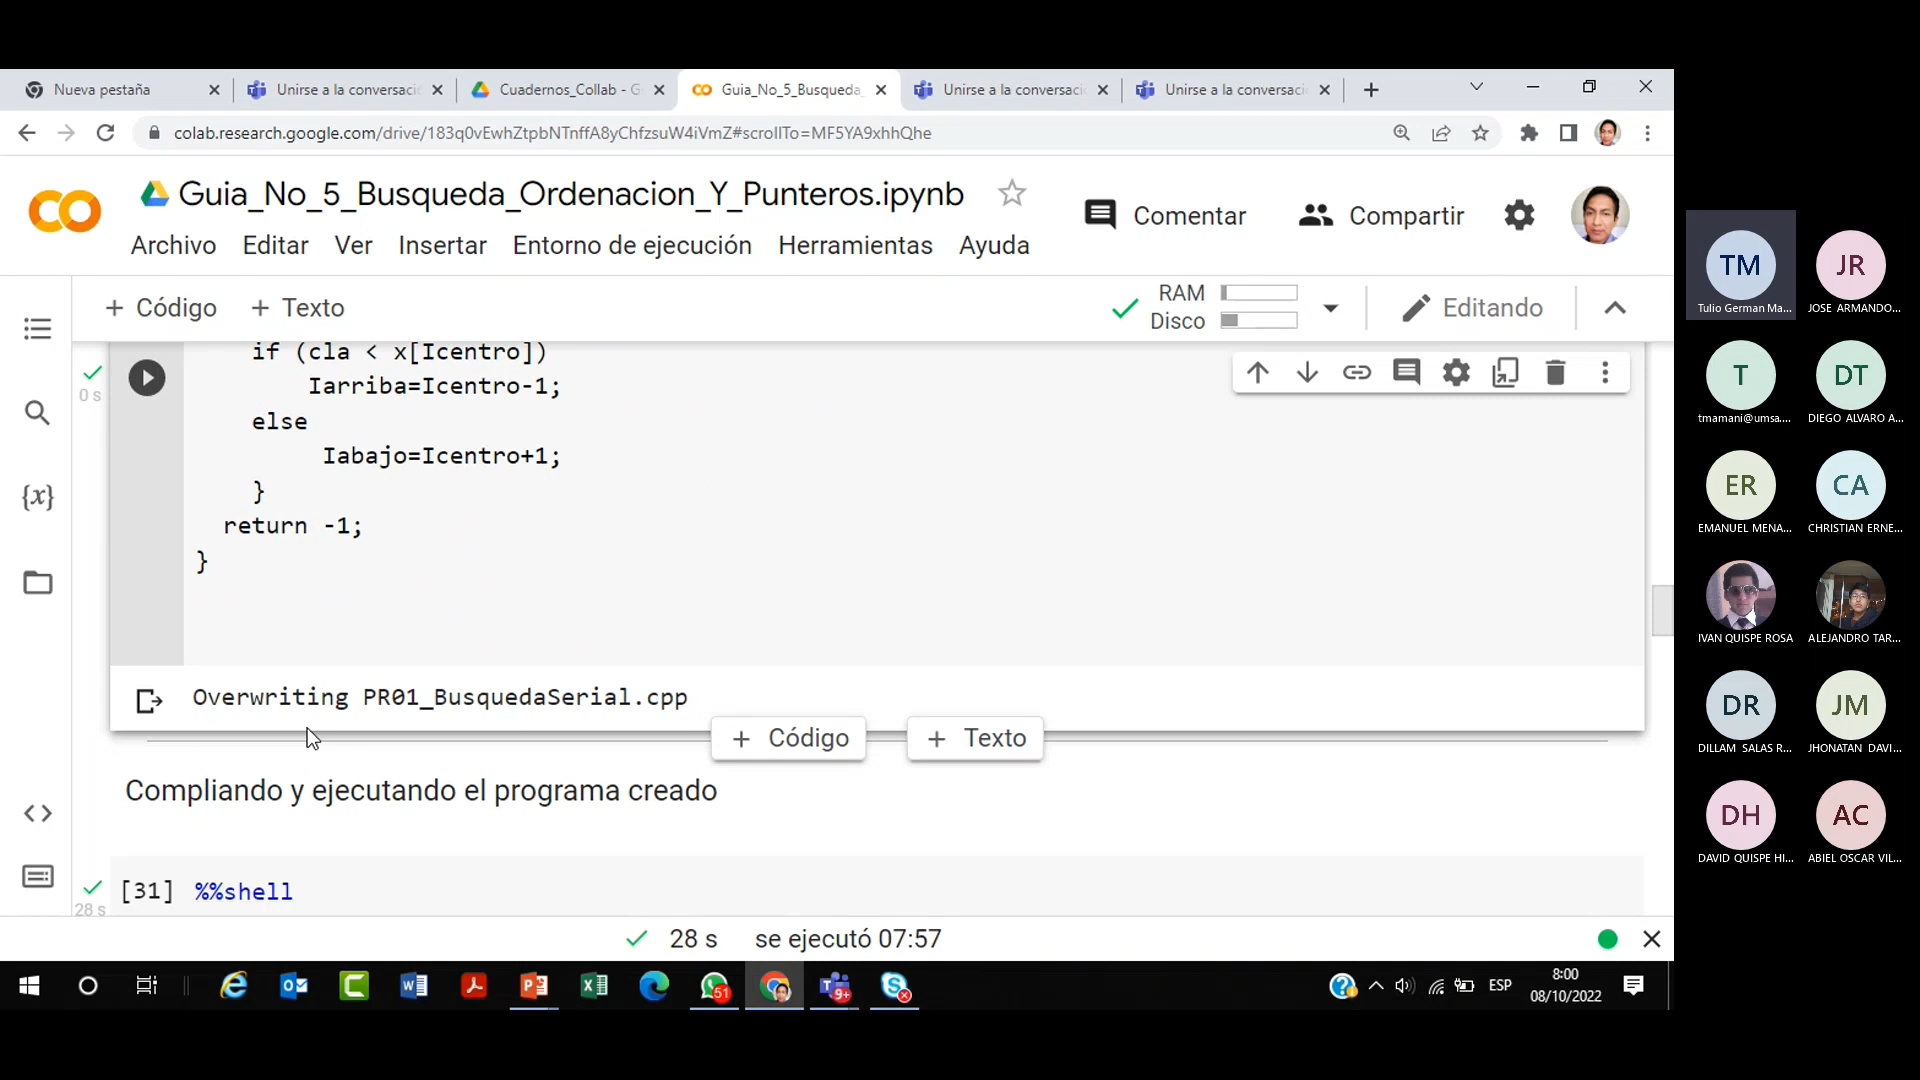 Nueva pestaña
Unirse a la conversaci
Cuadernos_Collab - G
Guia_No_5_Busqueda_
Unirse a la conversaci
Unirse a la conversaci
colab.research.google.com/drive/183q0vEwhZtpbNTnffA8yChfzsuW4iVmZ#scrollTo=MF5YA9xhhQhe
Guia_No_5_Busqueda_Ordenacion_Y_Punteros.ipynb
Comentar
Compartir
Archivo Editar Ver Insertar Entorno de ejecución Herramientas Ayuda
+ Código + Texto
RAM
Disco
Editando
0 s
if (cla < x[Icentro])
Iarriba=Icentro-1;
else
Iabajo=Icentro+1;
}
return -1;
}
Overwriting PR01_BusquedaSerial.cpp
+ Código
+ Texto
Compliando y ejecutando el programa creado
[31] %%shell
28 s
28 s se ejecutó 07:57
51
9+
ESP
8:00
08/10/2022
TM
Tulio German Ma...
JR
JOSE ARMANDO...
T
tmamani@umsa....
DT
DIEGO ALVARO A...
ER
EMANUEL MENA...
CA
CHRISTIAN ERNE...
IVAN QUISPE ROSA
ALEJANDRO TAR...
DR
DILLAM SALAS R...
JM
JHONATAN DAVI...
DH
DAVID QUISPE HI...
AC
ABIEL OSCAR VIL...